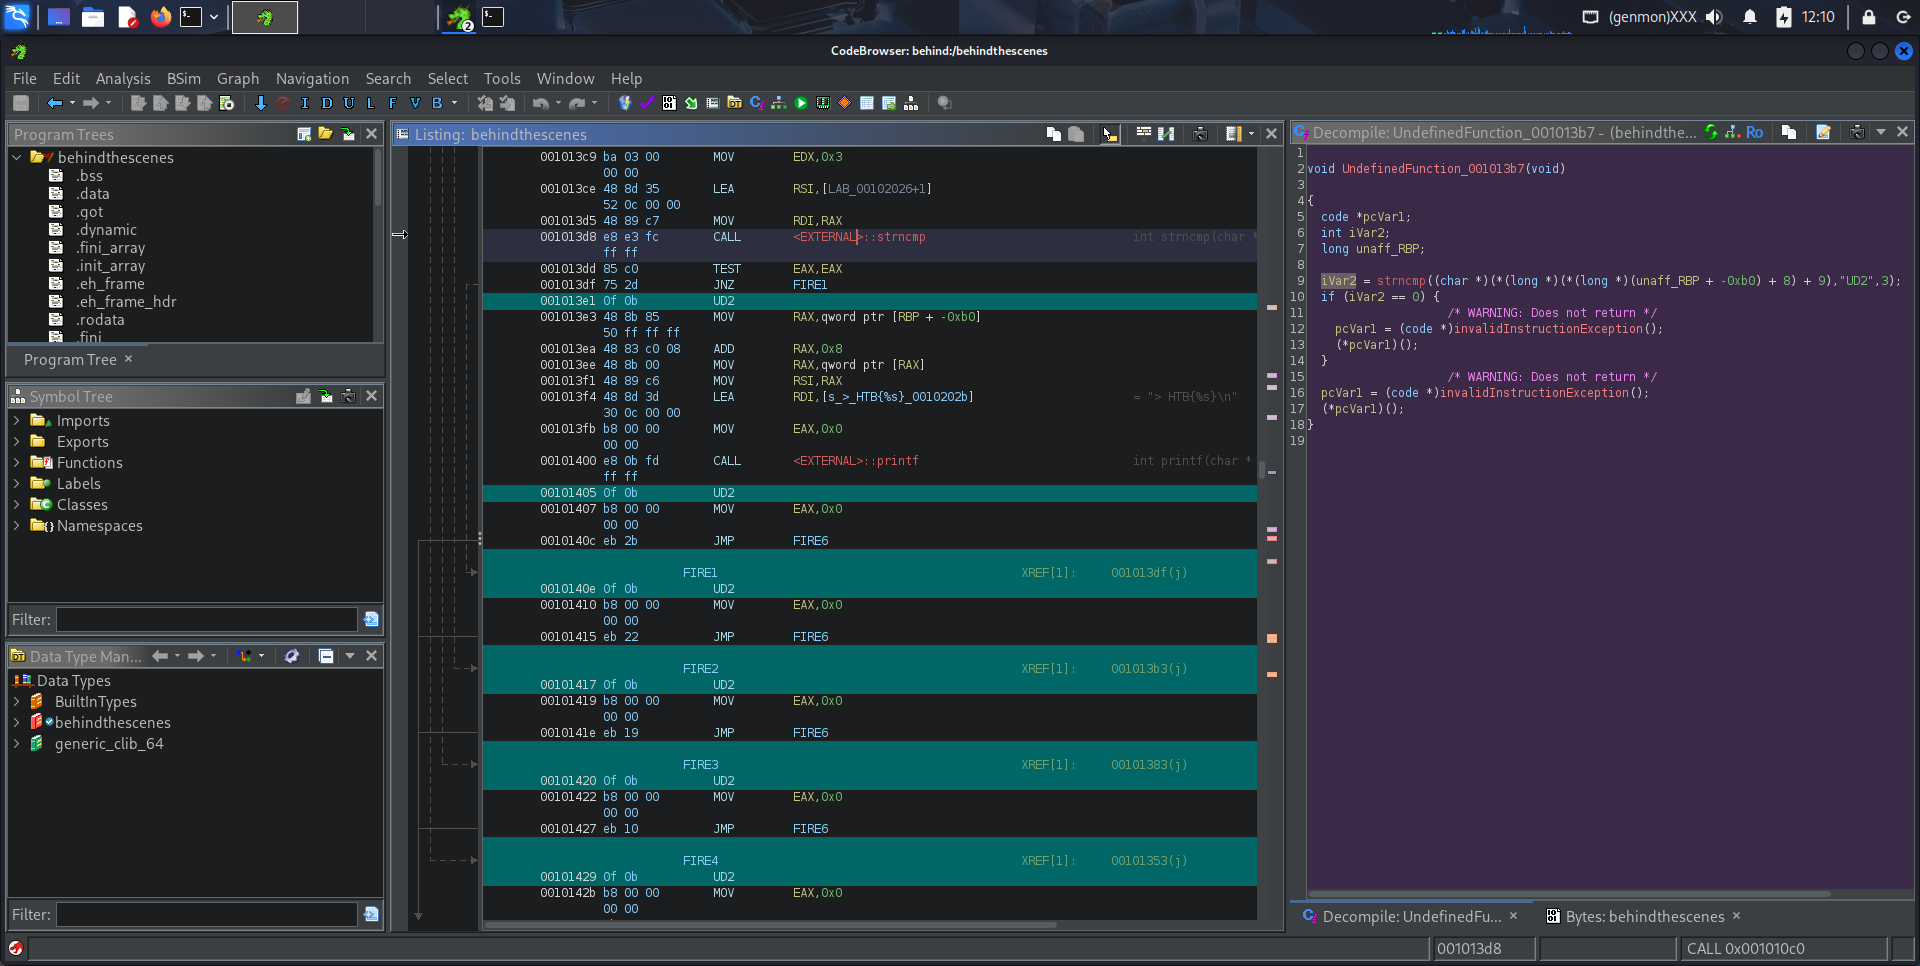 (genmon)XXX
12:10
CodeBrowser: behind:/behindthescenes
File Edit Analysis BSim Graph Navigation Search Select Tools Window Help
I D U L F V B
Program Trees
behindthescenes
.bss
.data
.got
.dynamic
.fini_array
.init_array
.eh_frame
.eh_frame_hdr
.rodata
.fini
Program Tree ×
Symbol Tree
Imports
Exports
Functions
Labels
Classes
Namespaces
Filter:
Data Type Man...
Data Types
BuiltInTypes
behindthescenes
generic_clib_64
Filter:
Listing: behindthescenes
001013c9 ba 03 00 MOV EDX,0x3
00 00
001013ce 48 8d 35 LEA RSI,[LAB_00102026+1]
52 0c 00 00
001013d5 48 89 c7 MOV RDI,RAX
001013d8 e8 e3 fc CALL <EXTERNAL>::strncmp int strncmp(char *
ff ff
001013dd 85 c0 TEST EAX,EAX
001013df 75 2d JNZ FIRE1
001013e1 0f 0b UD2
001013e3 48 8b 85 MOV RAX,qword ptr [RBP + -0xb0]
50 ff ff ff
001013ea 48 83 c0 08 ADD RAX,0x8
001013ee 48 8b 00 MOV RAX,qword ptr [RAX]
001013f1 48 89 c6 MOV RSI,RAX
001013f4 48 8d 3d LEA RDI,[s_>_HTB{%s}_0010202b] = "> HTB{%s}\n"
30 0c 00 00
001013fb b8 00 00 MOV EAX,0x0
00 00
00101400 e8 0b fd CALL <EXTERNAL>::printf int printf(char *
ff ff
00101405 0f 0b UD2
00101407 b8 00 00 MOV EAX,0x0
00 00
0010140c eb 2b JMP FIRE6
FIRE1 XREF[1]: 001013df(j)
0010140e 0f 0b UD2
00101410 b8 00 00 MOV EAX,0x0
00 00
00101415 eb 22 JMP FIRE6
FIRE2 XREF[1]: 001013b3(j)
00101417 0f 0b UD2
00101419 b8 00 00 MOV EAX,0x0
00 00
0010141e eb 19 JMP FIRE6
FIRE3 XREF[1]: 00101383(j)
00101420 0f 0b UD2
00101422 b8 00 00 MOV EAX,0x0
00 00
00101427 eb 10 JMP FIRE6
FIRE4 XREF[1]: 00101353(j)
00101429 0f 0b UD2
0010142b b8 00 00 MOV EAX,0x0
00 00
Decompile: UndefinedFunction_001013b7 - (behindthe... Ro
1
2 void UndefinedFunction_001013b7(void)
3
4 {
5 code *pcVar1;
6 int iVar2;
7 long unaff_RBP;
8
9 iVar2 = strncmp((char *)(*(long *)(*(long *)(unaff_RBP + -0xb0) + 8) + 9),"UD2",3);
10 if (iVar2 == 0) {
11 /* WARNING: Does not return */
12 pcVar1 = (code *)invalidInstructionException();
13 (*pcVar1)();
14 }
15 /* WARNING: Does not return */
16 pcVar1 = (code *)invalidInstructionException();
17 (*pcVar1)();
18 }
19
Decompile: UndefinedFu... × Bytes: behindthescenes ×
001013d8 CALL 0x001010c0